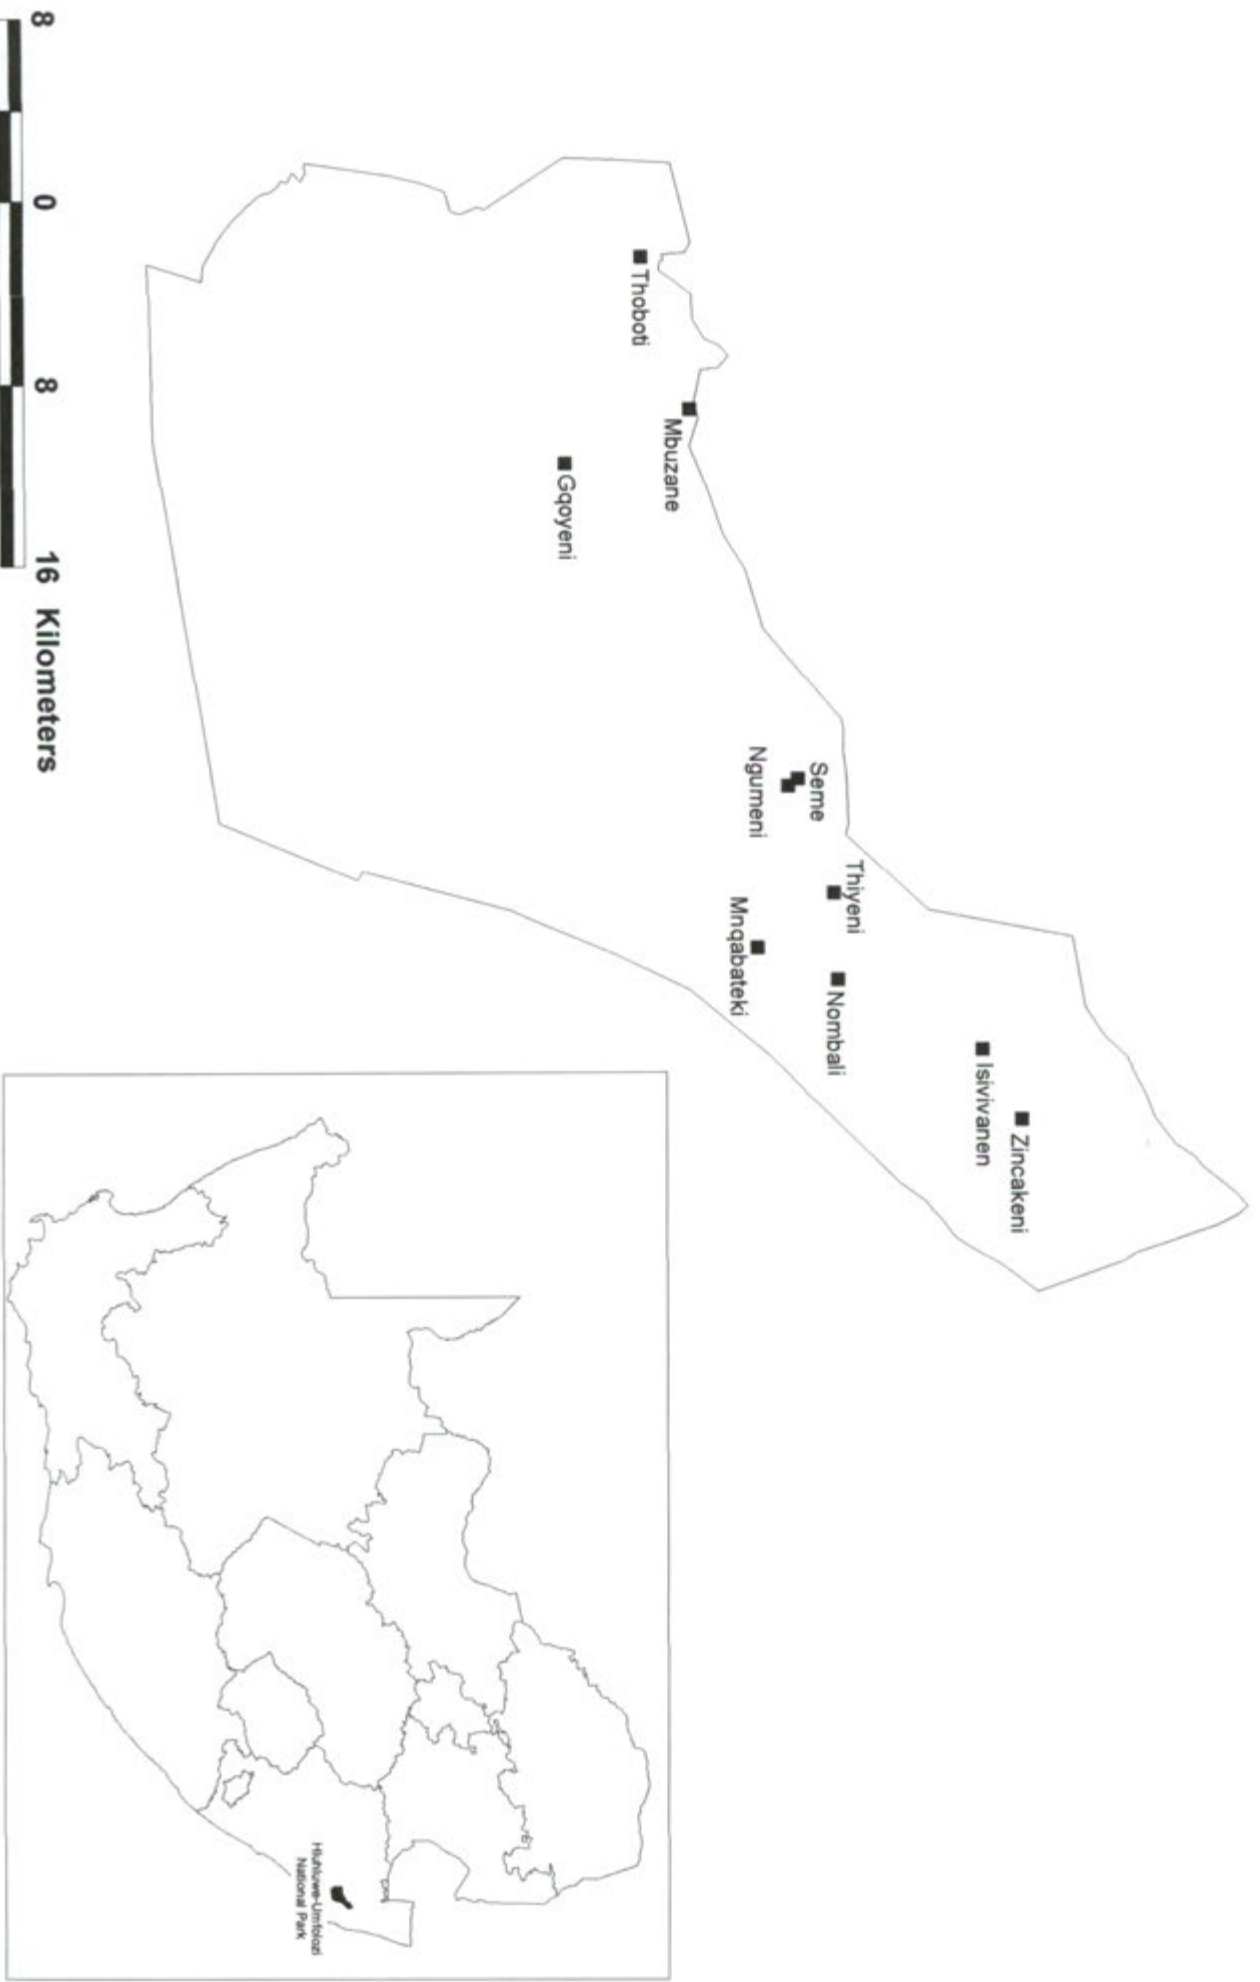 Zincakeni
Isivivanen
Thiyeni
Nombali
Seme
Ngumeni
Mnqabateki
Mbuzane
Thoboti
Gqoyeni
Hluhluwe-Umfolozi
National Park
8 0 8 16 Kilometers